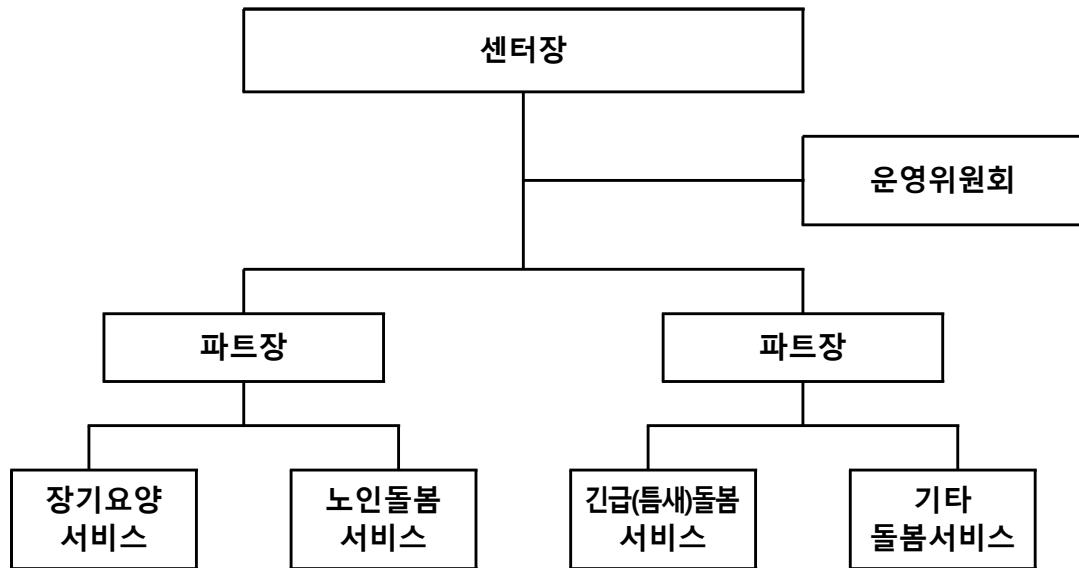 센터장
운영위원회
파트장
파트장
장기요양
서비스
노인돌봄
서비스
긴급(틈새)돌봄
서비스
기타
돌봄서비스